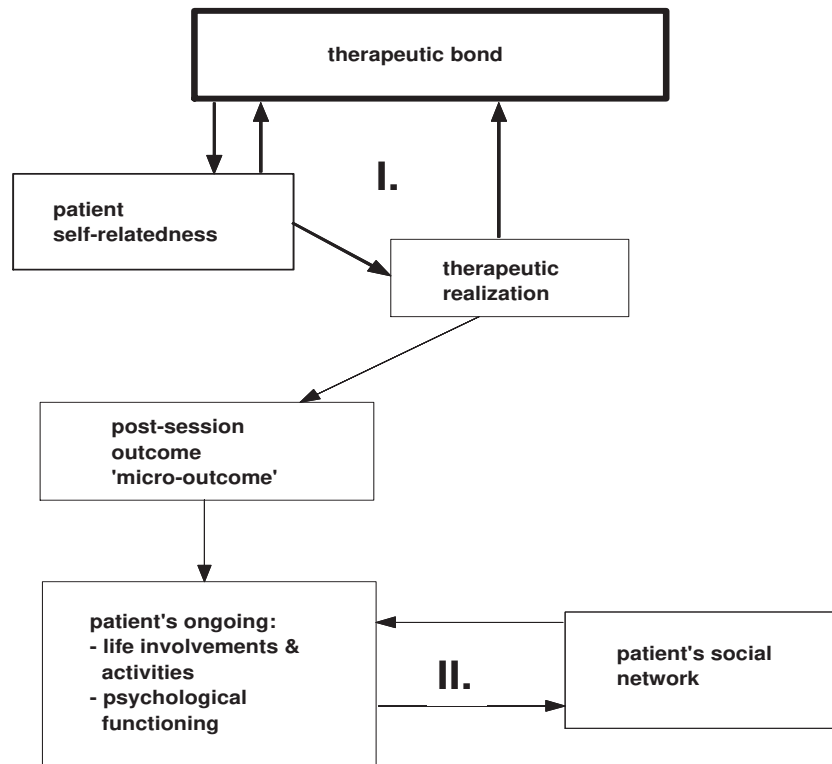 therapeutic bond
I.
patient
self-relatedness
therapeutic
realization
post-session
outcome
'micro-outcome'
patient's ongoing:
- life involvements &
activities
- psychological
functioning
II.
patient's social
network